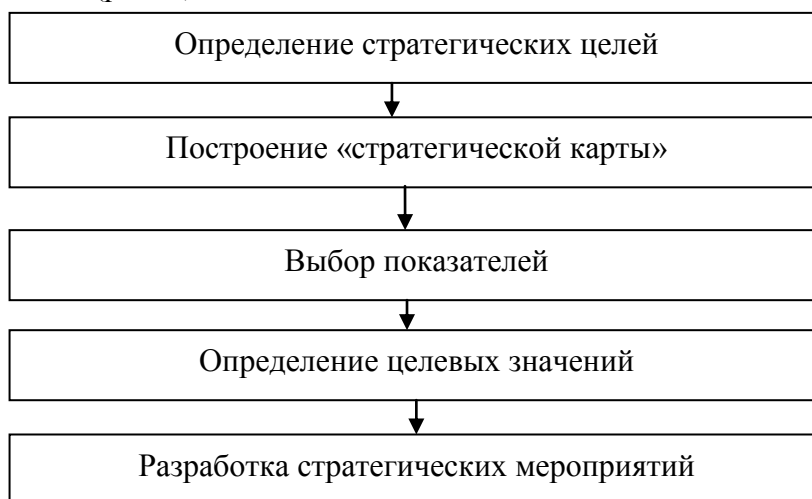 Определение стратегических целей
Построение «стратегической карты»
Выбор показателей
Определение целевых значений
Разработка стратегических мероприятий